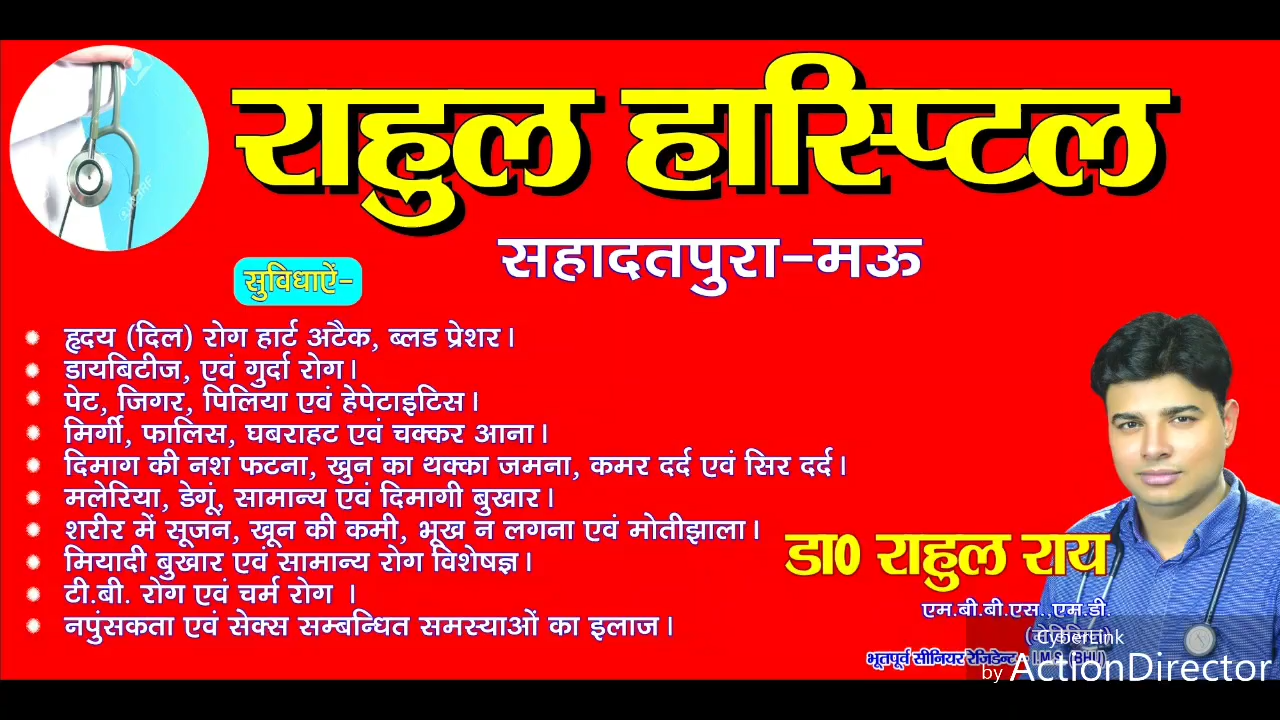 राहुल हास्पिटल
सहादतपुरा-मऊ
सुविधाऐं-
हृदय (दिल) रोग हार्ट अटैक, ब्लड प्रेशर।
डायबिटीज, एवं गुर्दा रोग।
पेट, जिगर, पिलिया एवं हेपेटाइटिस।
मिर्गी, फालिस, घबराहट एवं चक्कर आना।
दिमाग की नश फटना, खुन का थक्का जमना, कमर दर्द एवं सिर दर्द।
मलेरिया, डेगूं, सामान्य एवं दिमागी बुखार।
शरीर में सूजन, खून की कमी, भूख न लगना एवं मोतीझाला।
मियादी बुखार एवं सामान्य रोग विशेषज्ञ।
टी.बी. रोग एवं चर्म रोग ।
नपुंसकता एवं सेक्स सम्बन्धित समस्याओं का इलाज।
डा0 राहुल राय
एम.बी.बी.एस. एम.डी.
भूतपूर्व सीनियर रेजिडेन्ट - I.M.S. (BHU)
CyberLink
by ActionDirector